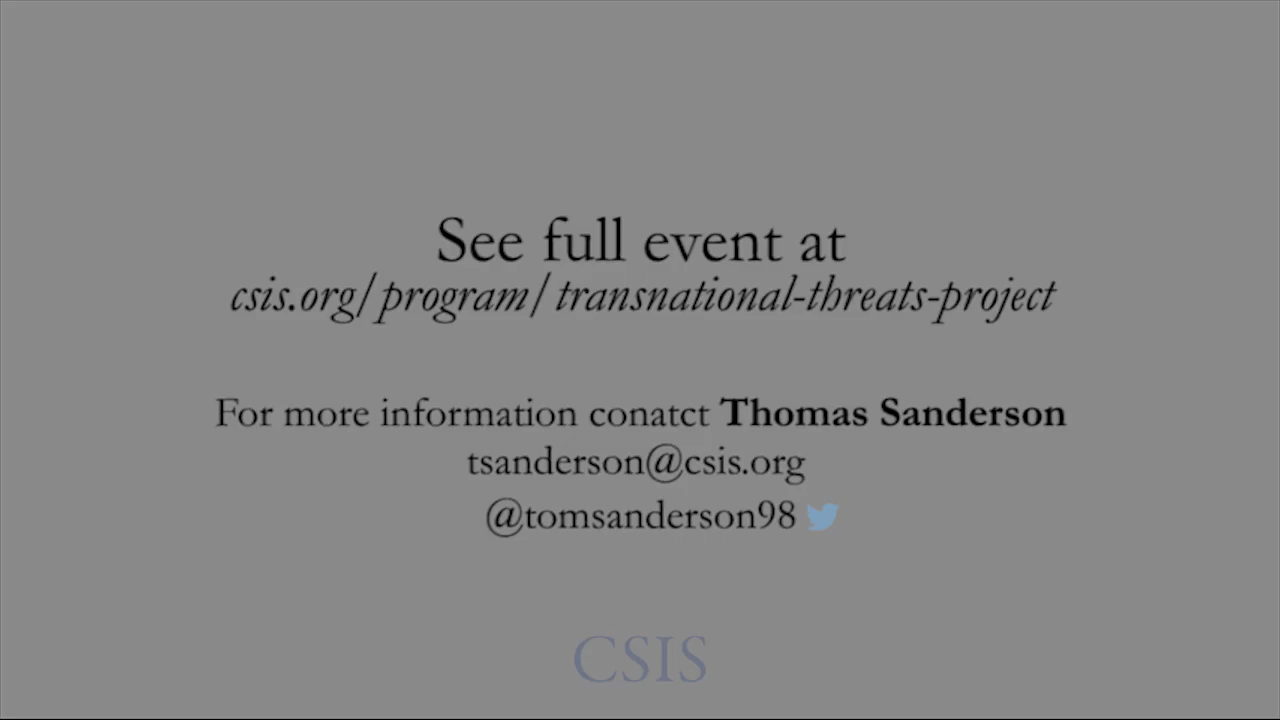 See full event at
csis.org/program/transnational-threats-project
For more information conatct Thomas Sanderson
tsanderson@csis.org
@tomsanderson98
CSIS